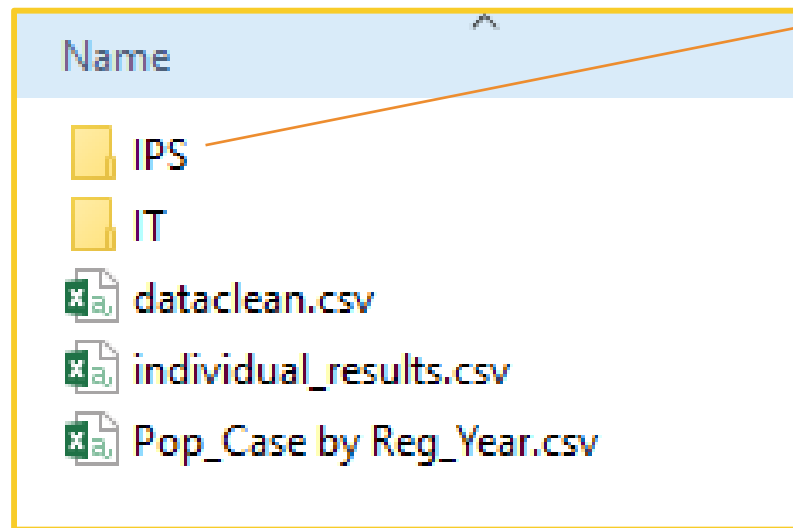 Name
IPS
IT
dataclean.csv
individual_results.csv
Pop_Case by Reg_Year.csv